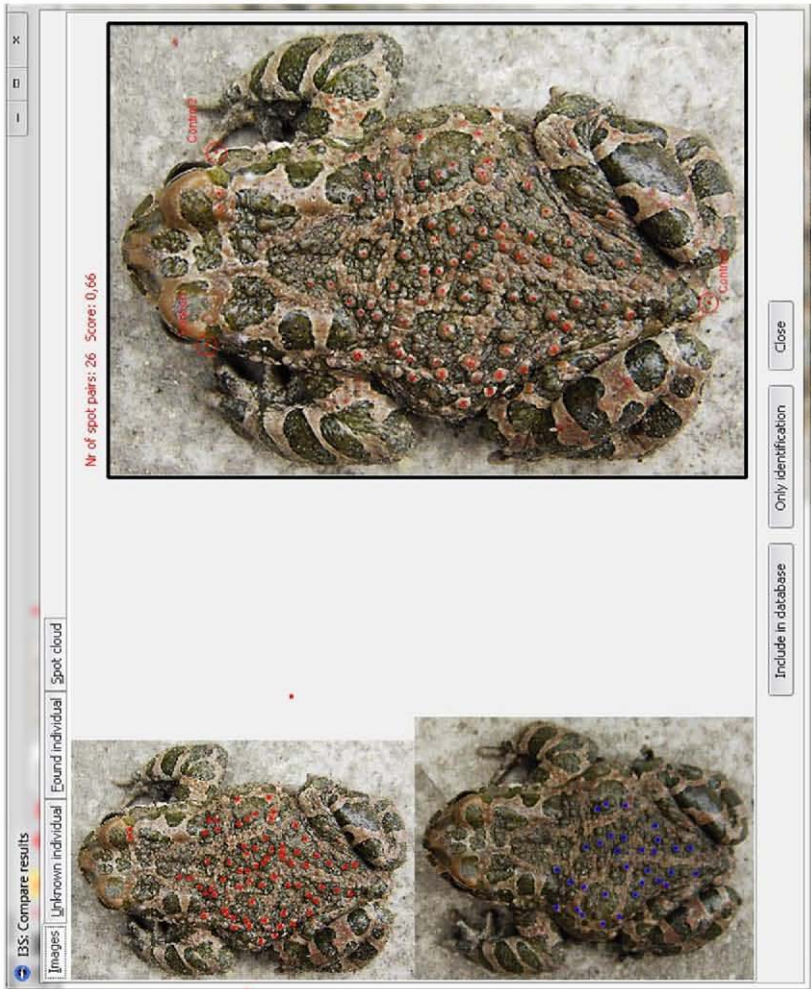 I3S: Compare results
Images
Unknown individual
Found individual
Spot cloud
Nr of spot pairs: 26 Score: 0,66
Control2
Include in database
Only identification
Close